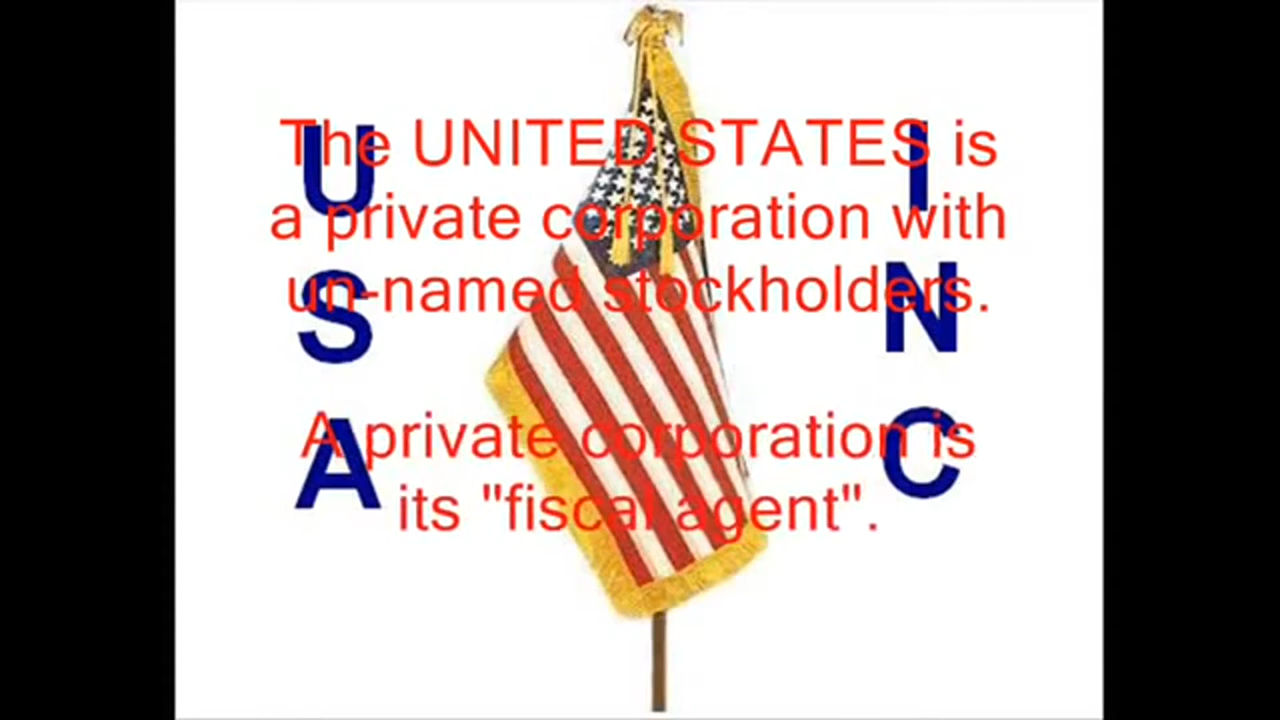 The UNITED STATES is
a private corporation with
un-named stockholders.
A private corporation is
its "fiscal agent".
U
S
A
I
N
C